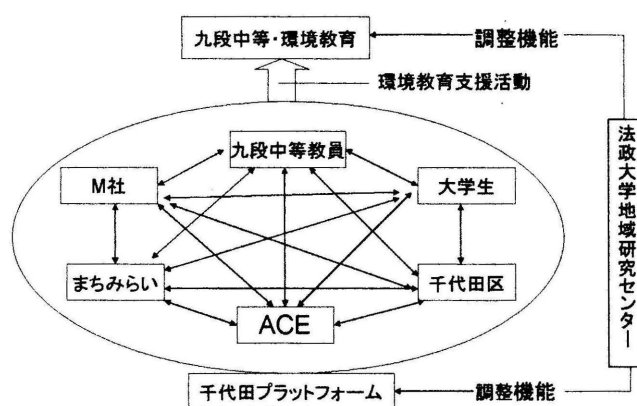 九段中等・環境教育
調整機能
環境教育支援活動
九段中等教員
M社
大学生
まちみらい
千代田区
ACE
法政大学地域研究センター
千代田プラットフォーム
調整機能